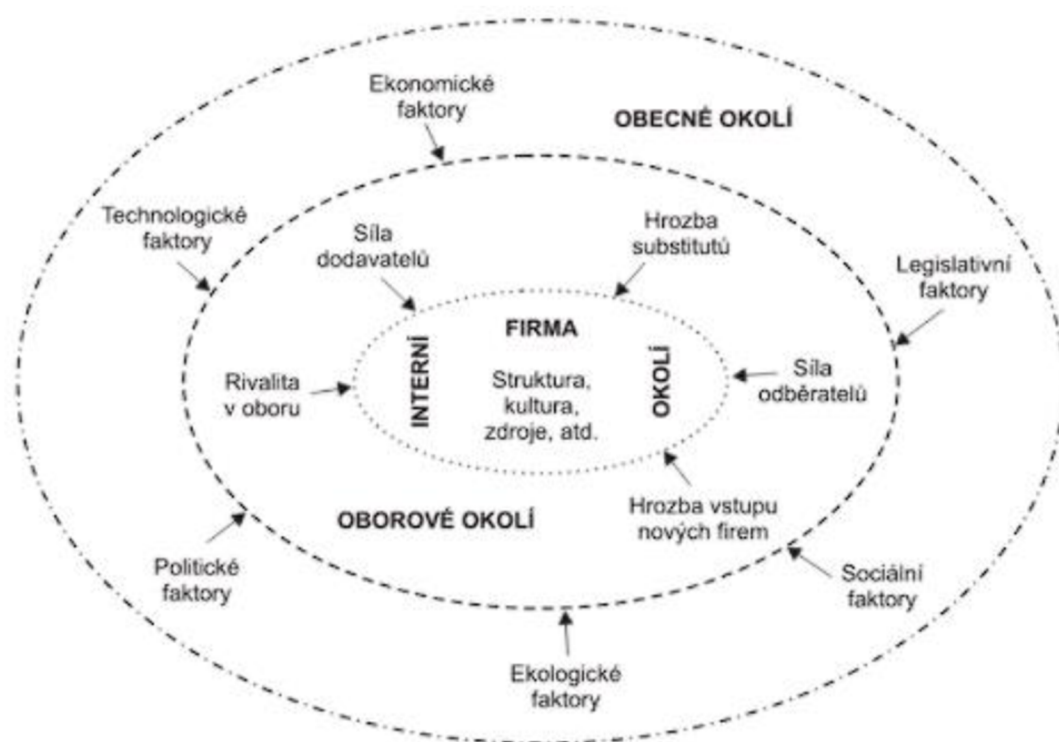 Ekonomické
faktory
OBECNÉ OKOLÍ
Technologické
faktory
Síla
dodavatelů
Hrozba
substitutů
Legislativní
faktory
FIRMA
INTERNÍ
OKOLÍ
Rivalita
v oboru
Struktura,
kultura,
zdroje, atd.
Síla
odběratelů
OBOROVÉ OKOLÍ
Hrozba vstupu
nových firem
Politické
faktory
Sociální
faktory
Ekologické
faktory